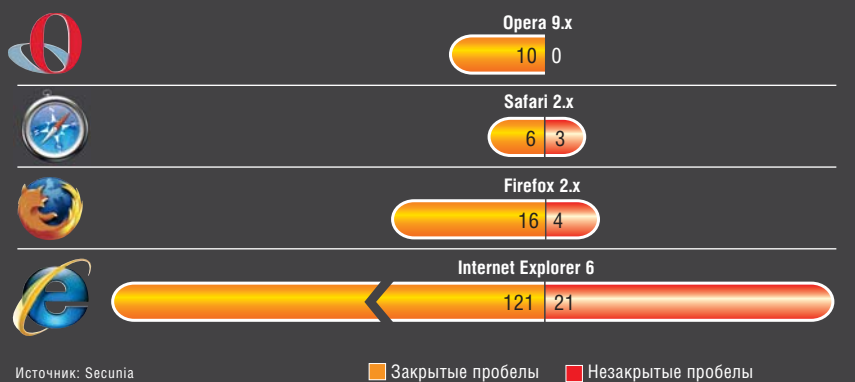 Opera 9.x
10 0
Safari 2.x
6 3
Firefox 2.x
16 4
Internet Explorer 6
121 21
Источник: Secunia
Закрытые пробелы
Незакрытые пробелы